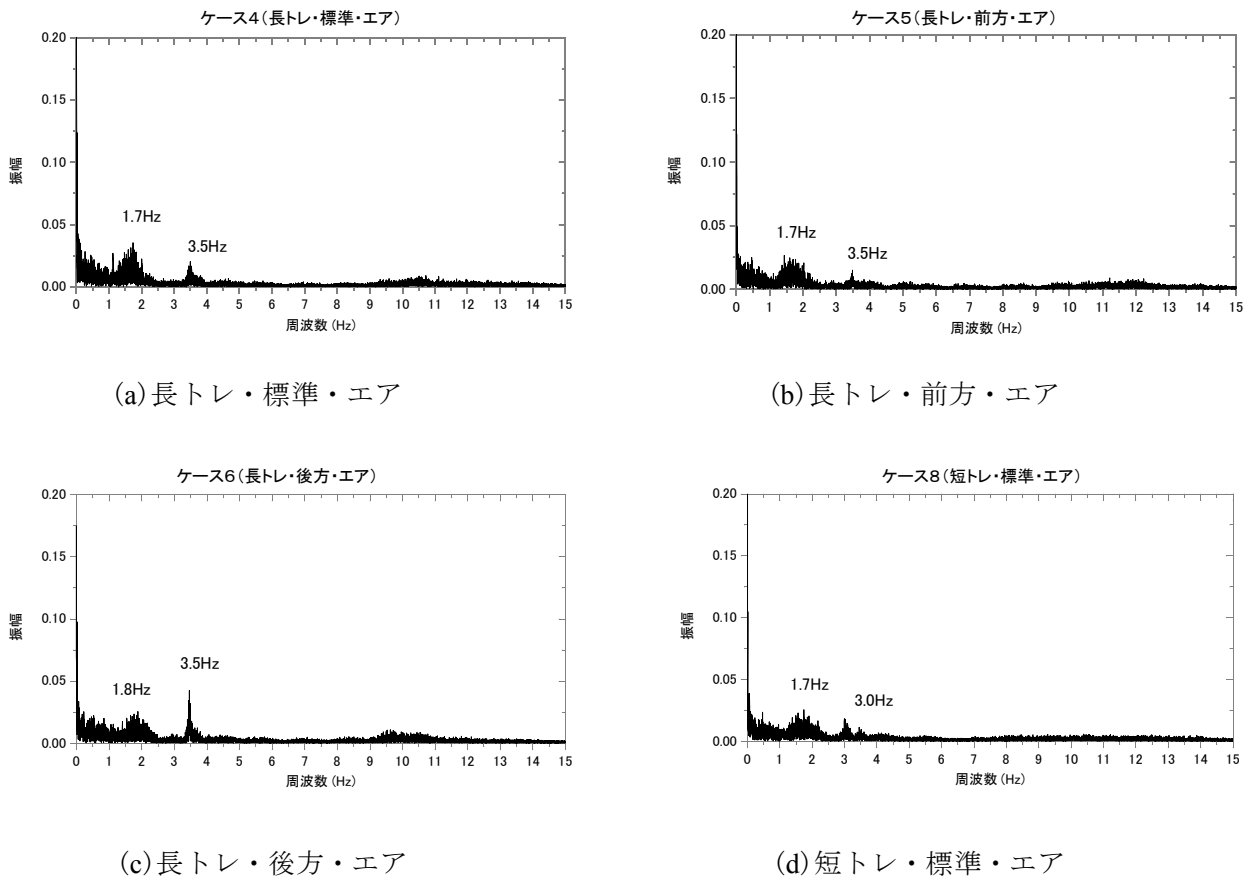 ケース4(長トレ・標準・エア)
0.20
0.15
0.10
0.05
0.00
振幅
1.7Hz
3.5Hz
0 1 2 3 4 5 6 7 8 9 10 11 12 13 14 15
周波数(Hz)
(a)長トレ・標準・エア
ケース5(長トレ・前方・エア)
0.20
0.15
0.10
0.05
0.00
振幅
1.7Hz
3.5Hz
0 1 2 3 4 5 6 7 8 9 10 11 12 13 14 15
周波数(Hz)
(b)長トレ・前方・エア
ケース6(長トレ・後方・エア)
0.20
0.15
0.10
0.05
0.00
振幅
1.8Hz
3.5Hz
0 1 2 3 4 5 6 7 8 9 10 11 12 13 14 15
周波数(Hz)
(c)長トレ・後方・エア
ケース8(短トレ・標準・エア)
0.20
0.15
0.10
0.05
0.00
振幅
1.7Hz
3.0Hz
0 1 2 3 4 5 6 7 8 9 10 11 12 13 14 15
周波数(Hz)
(d)短トレ・標準・エア